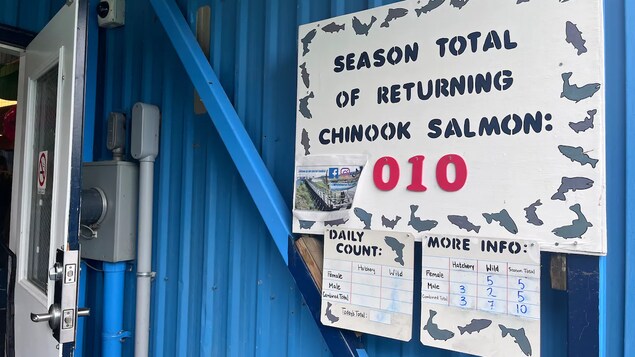 SEASON TOTAL
OF RETURNING
CHINOOK SALMON:
010
DAILY
COUNT:
Hatchery Wild
Female
Male
Combined Total
MORE INFO:
Hatchery Wild Season Total
Female 5 5
Male 3 2 5
Combined Total 3 7 10